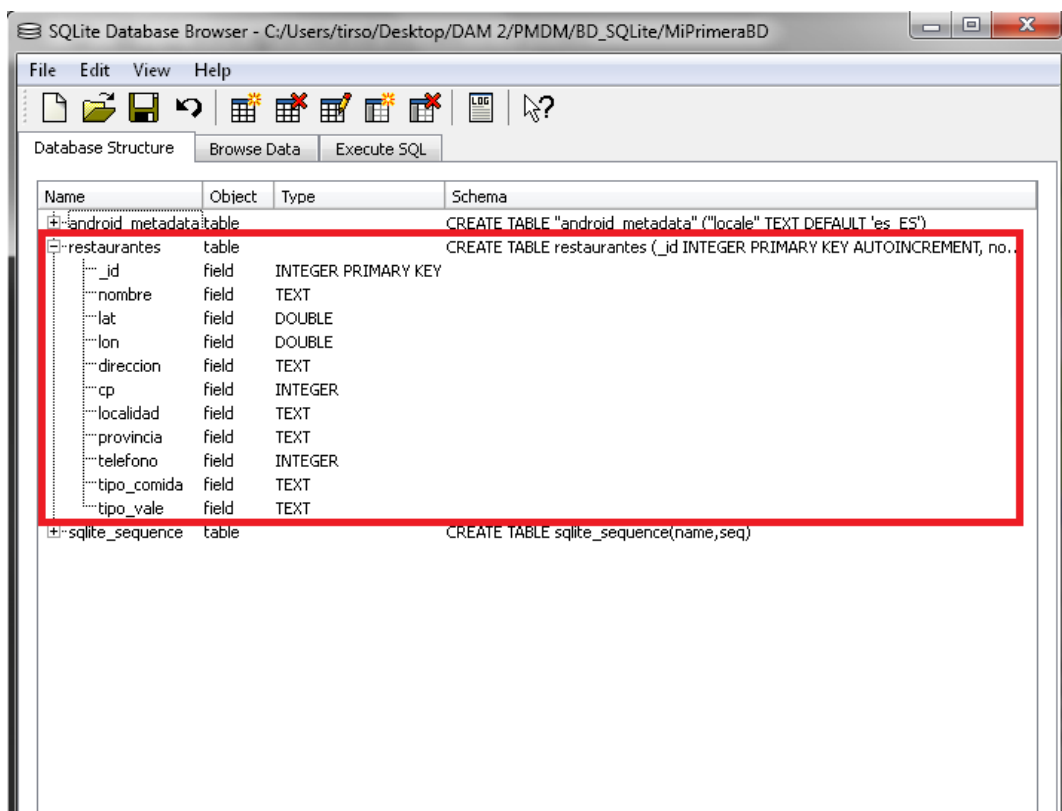 SQLite Database Browser - C:/Users/tirso/Desktop/DAM 2/PMDM/BD_SQLite/MiPrimeraBD
File Edit View Help
LOG
Database Structure Browse Data Execute SQL
Name Object Type Schema
android_metadata table CREATE TABLE "android_metadata" ("locale" TEXT DEFAULT 'es_ES')
restaurantes table CREATE TABLE restaurantes (_id INTEGER PRIMARY KEY AUTOINCREMENT, no...
_id field INTEGER PRIMARY KEY
nombre field TEXT
lat field DOUBLE
lon field DOUBLE
direccion field TEXT
cp field INTEGER
localidad field TEXT
provincia field TEXT
telefono field INTEGER
tipo_comida field TEXT
tipo_vale field TEXT
sqlite_sequence table CREATE TABLE sqlite_sequence(name,seq)